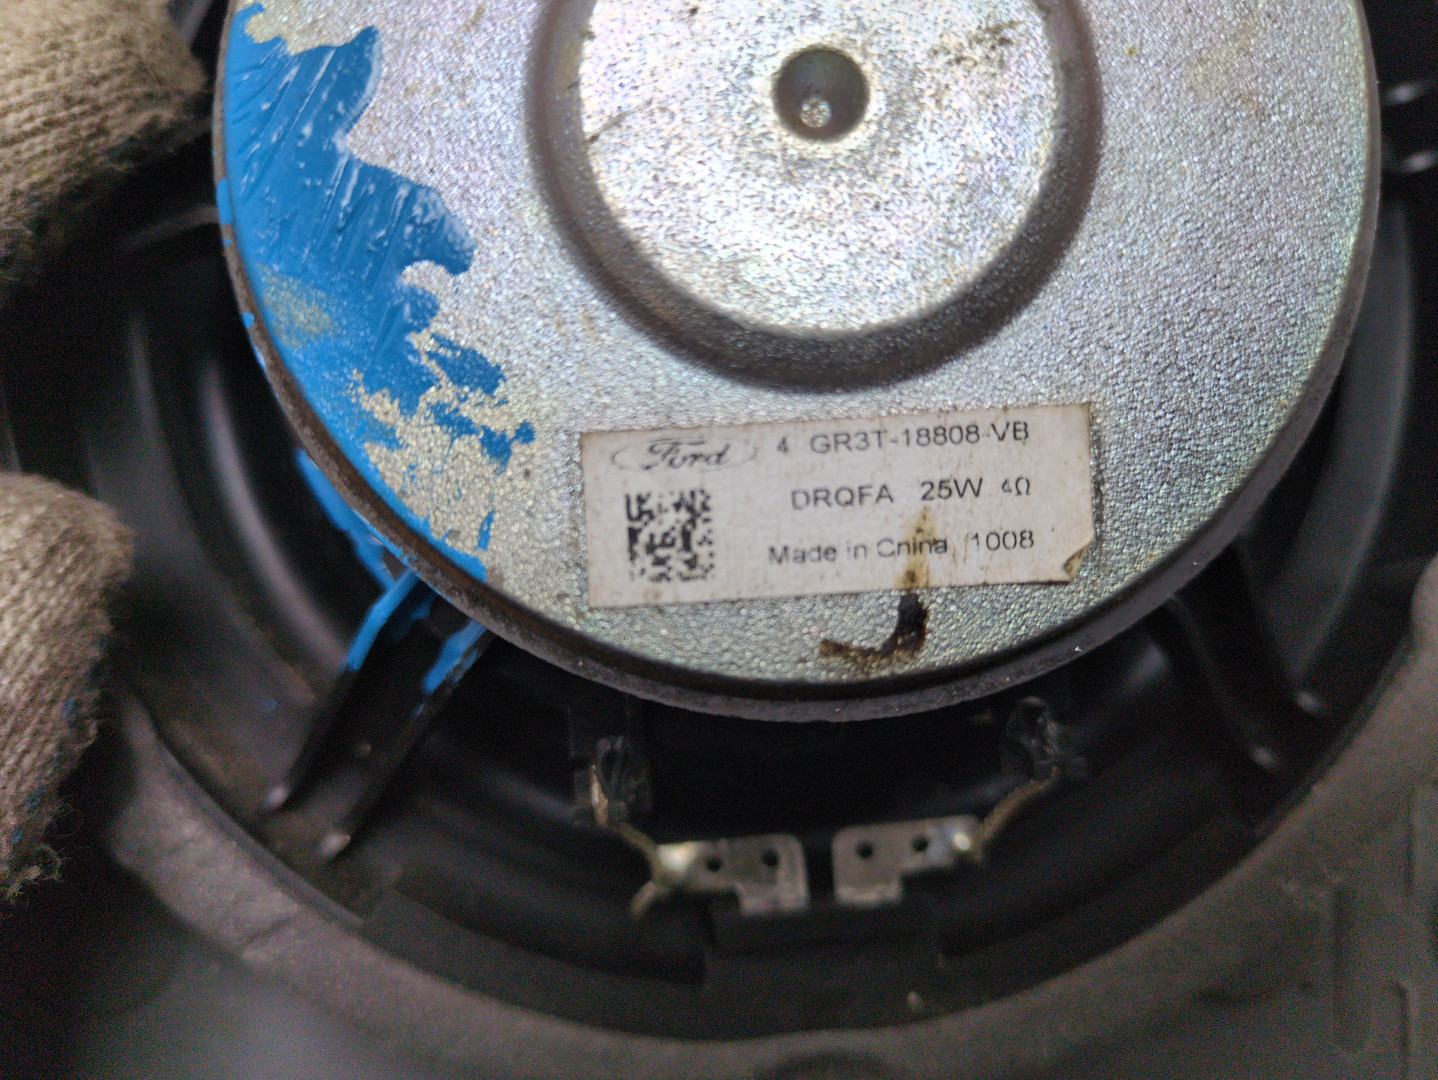 Ford 4 GR3T-18808-VB
DRQFA 25W 4Ω
Made in China 1008